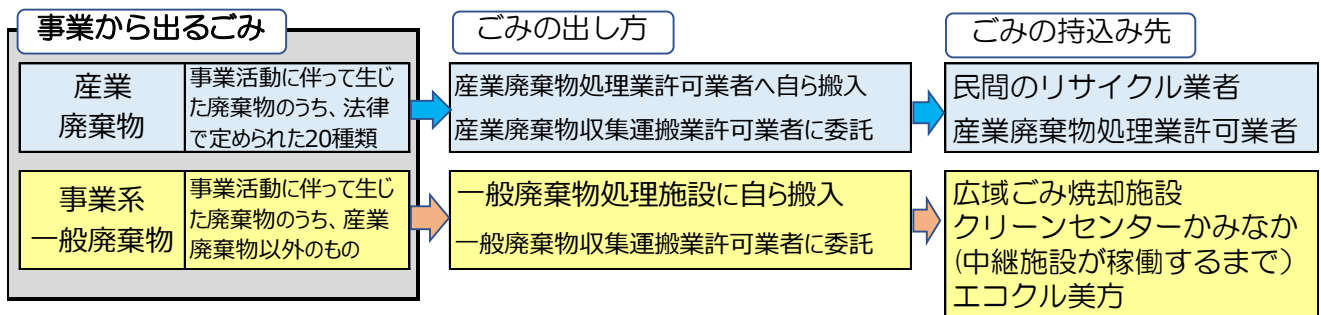 事業から出るごみ
ごみの出し方
ごみの持込み先
産業
廃棄物
事業活動に伴って生じ
た廃棄物のうち、法律
で定められた20種類
産業廃棄物処理業許可業者へ自ら搬入
産業廃棄物収集運搬業許可業者に委託
民間のリサイクル業者
産業廃棄物処理業許可業者
事業系
一般廃棄物
事業活動に伴って生じ
た廃棄物のうち、産業
廃棄物以外のもの
一般廃棄物処理施設に自ら搬入
一般廃棄物収集運搬業許可業者に委託
広域ごみ焼却施設
クリーンセンターかみなか
(中継施設が稼働するまで）
エコクル美方